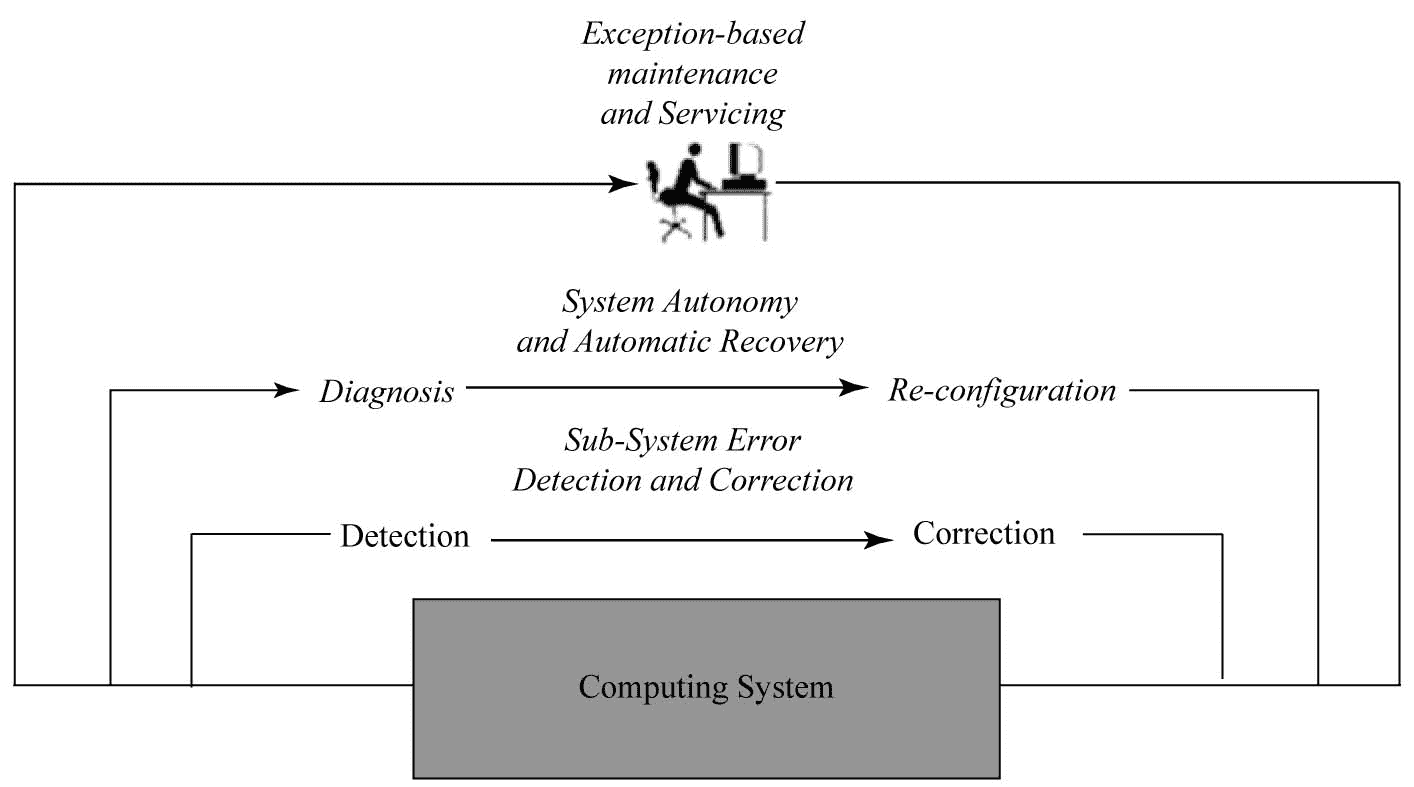 Exception-based
maintenance
and Servicing
System Autonomy
and Automatic Recovery
Diagnosis
Re-configuration
Sub-System Error
Detection and Correction
Detection
Correction
Computing System